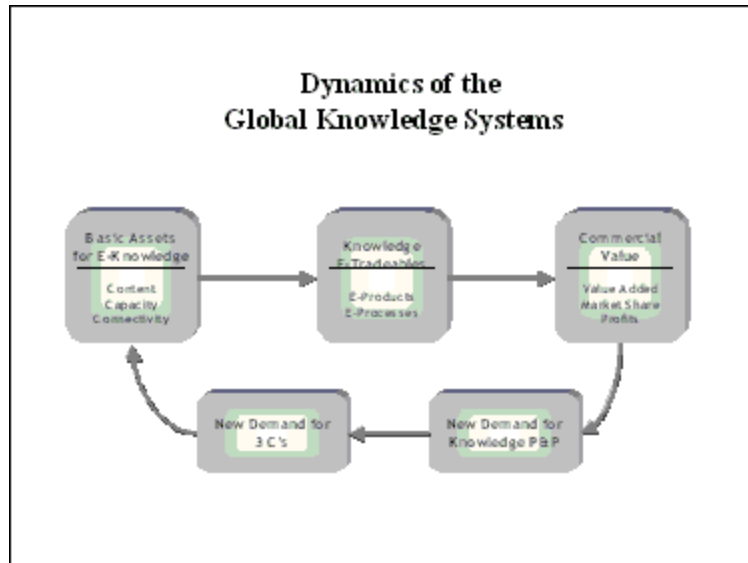 Dynamics of the
Global Knowledge Systems
Basic Assets
for E-Knowledge
Content
Capacity
Connectivity
Knowledge
E-Tradeables
E-Products
E-Processes
Commercial
Value
Value Added
Market Share
Profits
New Demand for
3 C's
New Demand for
Knowledge P&P